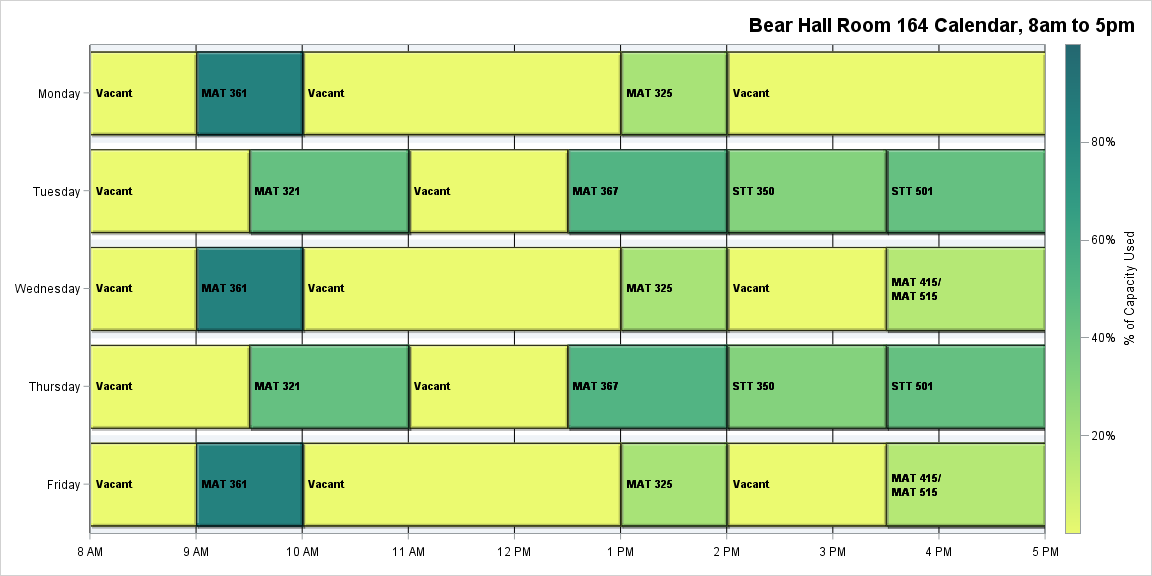 Bear Hall Room 164 Calendar, 8am to 5pm
Monday
Vacant
MAT 361
Vacant
MAT 325
Vacant
Tuesday
Vacant
MAT 321
Vacant
MAT 367
STT 350
STT 501
Wednesday
Vacant
MAT 361
Vacant
MAT 325
Vacant
MAT 415/
MAT 515
Thursday
Vacant
MAT 321
Vacant
MAT 367
STT 350
STT 501
Friday
Vacant
MAT 361
Vacant
MAT 325
Vacant
MAT 415/
MAT 515
8 AM
9 AM
10 AM
11 AM
12 PM
1 PM
2 PM
3 PM
4 PM
5 PM
80%
60%
40%
20%
% of Capacity Used